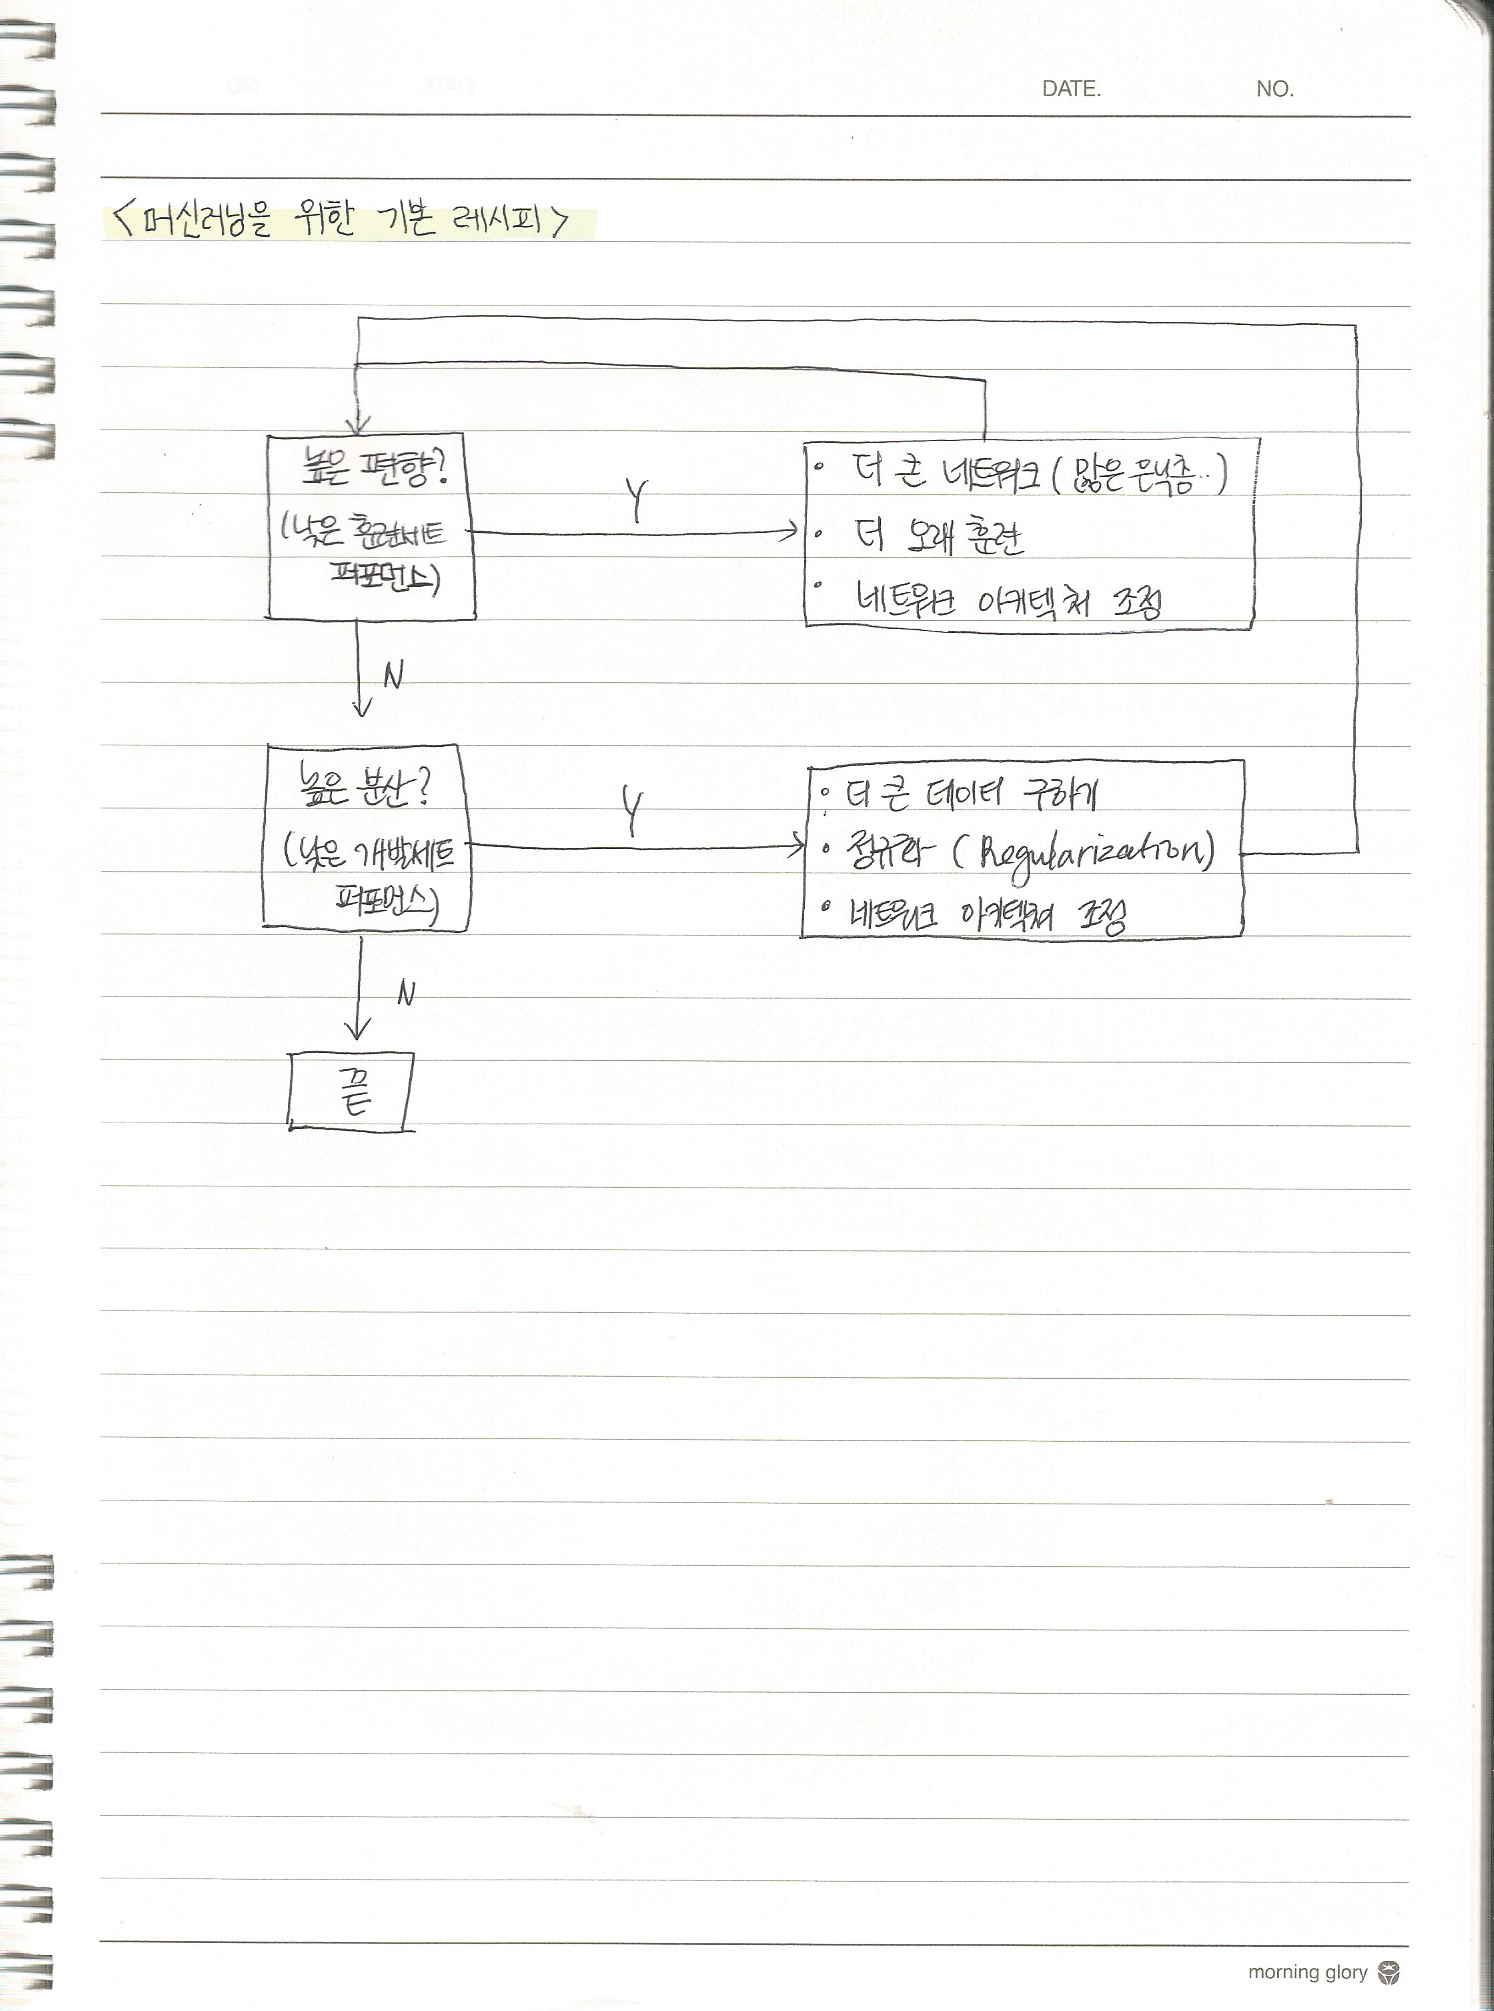 DATE.
NO.
<머신러닝을 위한 기본 레시피>
높은 편향?
(낮은 훈련세트
퍼포먼스)
Y
• 더 큰 네트워크 (많은 은닉층..)
• 더 오래 훈련
• 네트워크 아키텍처 조정
N
높은 분산?
(낮은 개발세트
퍼포먼스)
Y
• 더 큰 데이터 구하기
• 정규화 (Regularization)
• 네트워크 아키텍쳐 조정
N
끝
morning glory